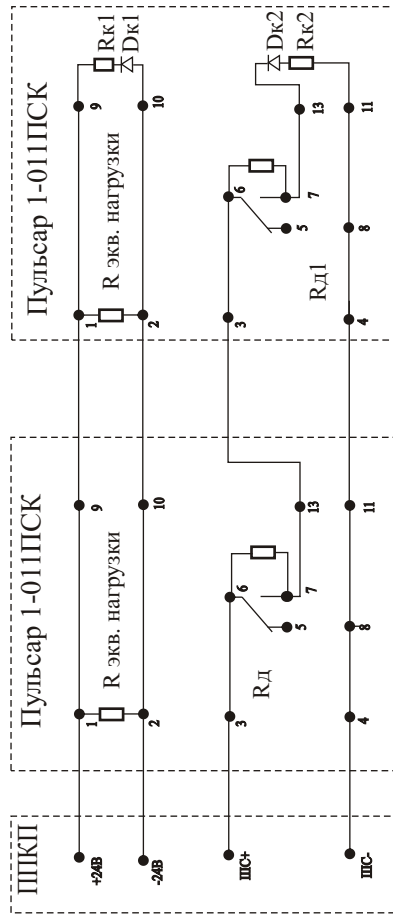 ППКП
Пульсар 1-011ПСК
Пульсар 1-011ПСК
+24В
1
9
1
9
Rк1
Dк1
R экв. нагрузки
R экв. нагрузки
-24В
2
10
2
10
ШС+
3
6
5
7
13
3
6
5
7
13
Dк2
Rк2
Rд
Rд1
ШС-
4
8
11
4
8
11